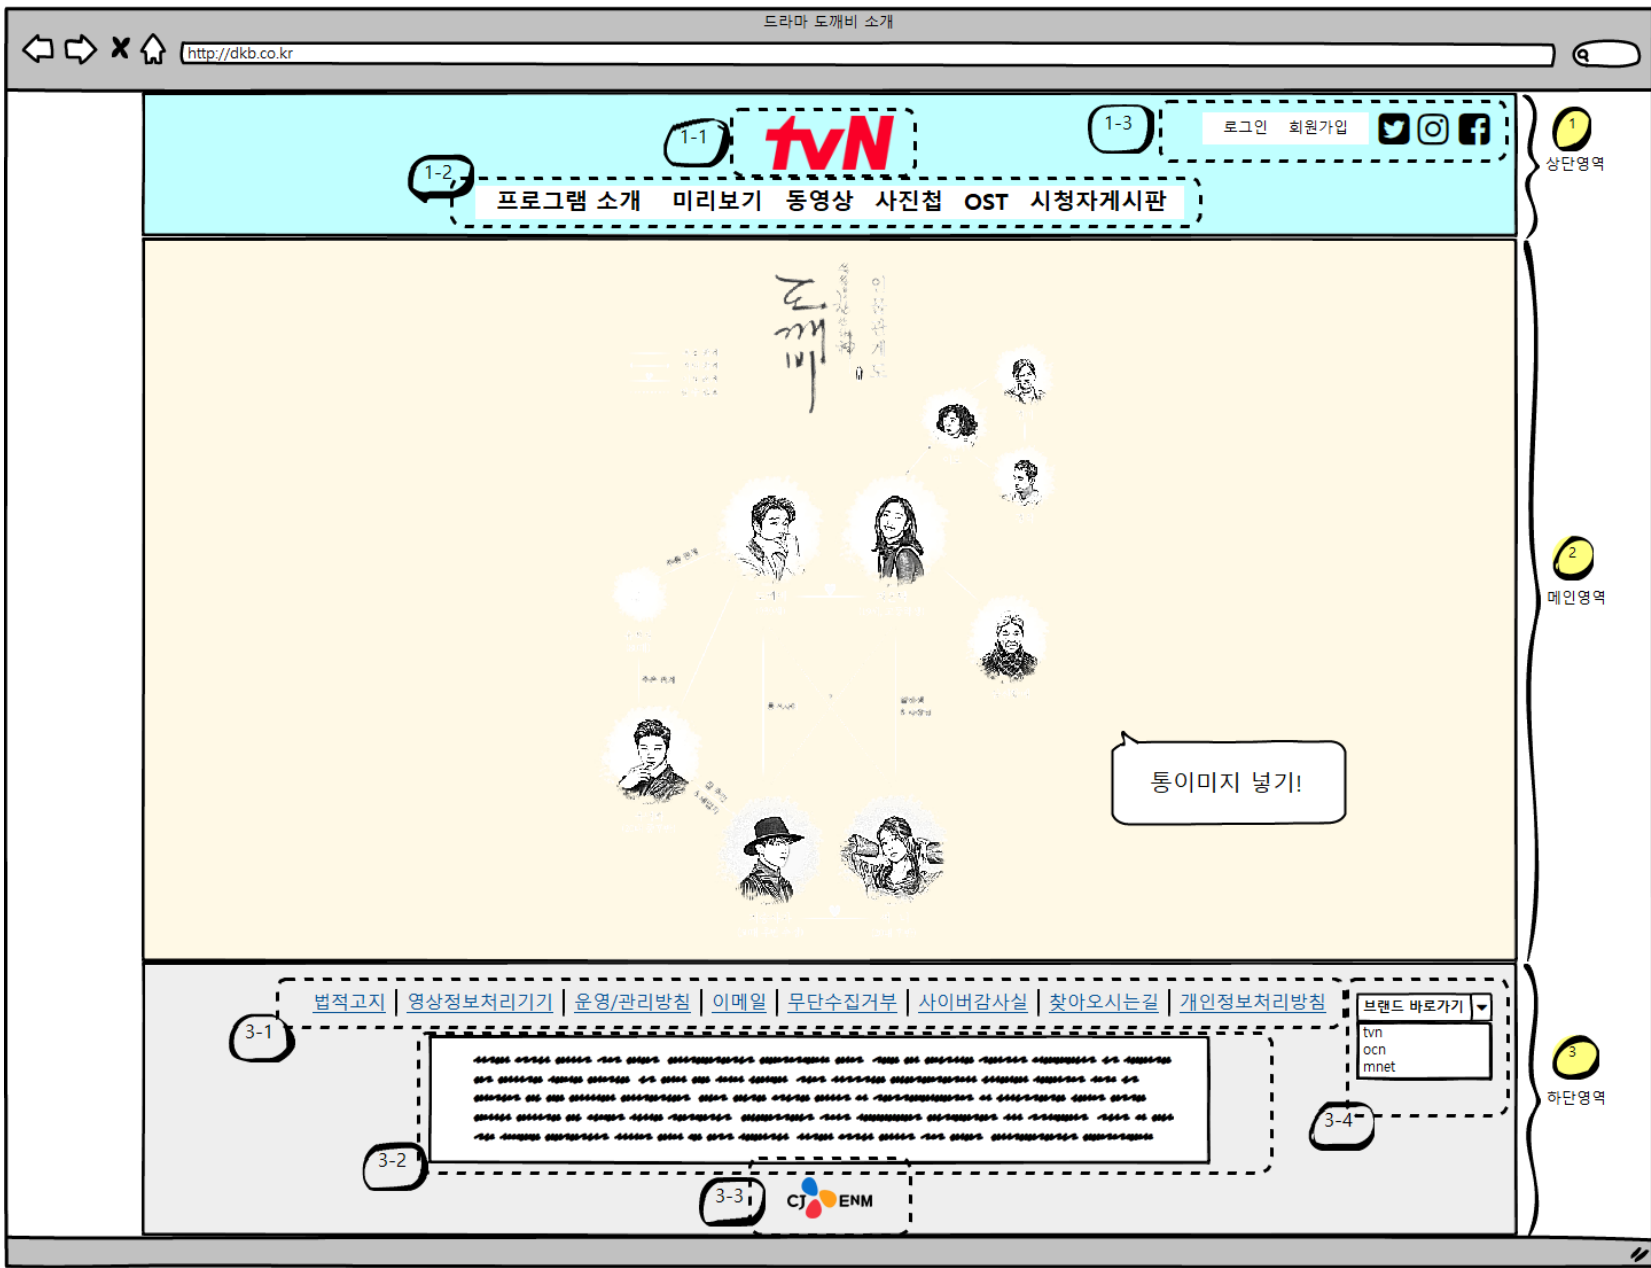 드라마 도깨비 소개
http://dkb.co.kr
1-1
tvN
1-3
로그인 회원가입
1
상단영역
1-2
프로그램 소개 미리보기 동영상 사진첩 OST 시청자게시판
도깨비
통이미지 넣기!
2
메인영역
법적고지 | 영상정보처리기기 | 운영/관리방침 | 이메일 | 무단수집거부 | 사이버감사실 | 찾아오시는길 | 개인정보처리방침
3-1
브랜드 바로가기
tvn
ocn
mnet
3
하단영역
3-4
3-2
3-3
CJ ENM